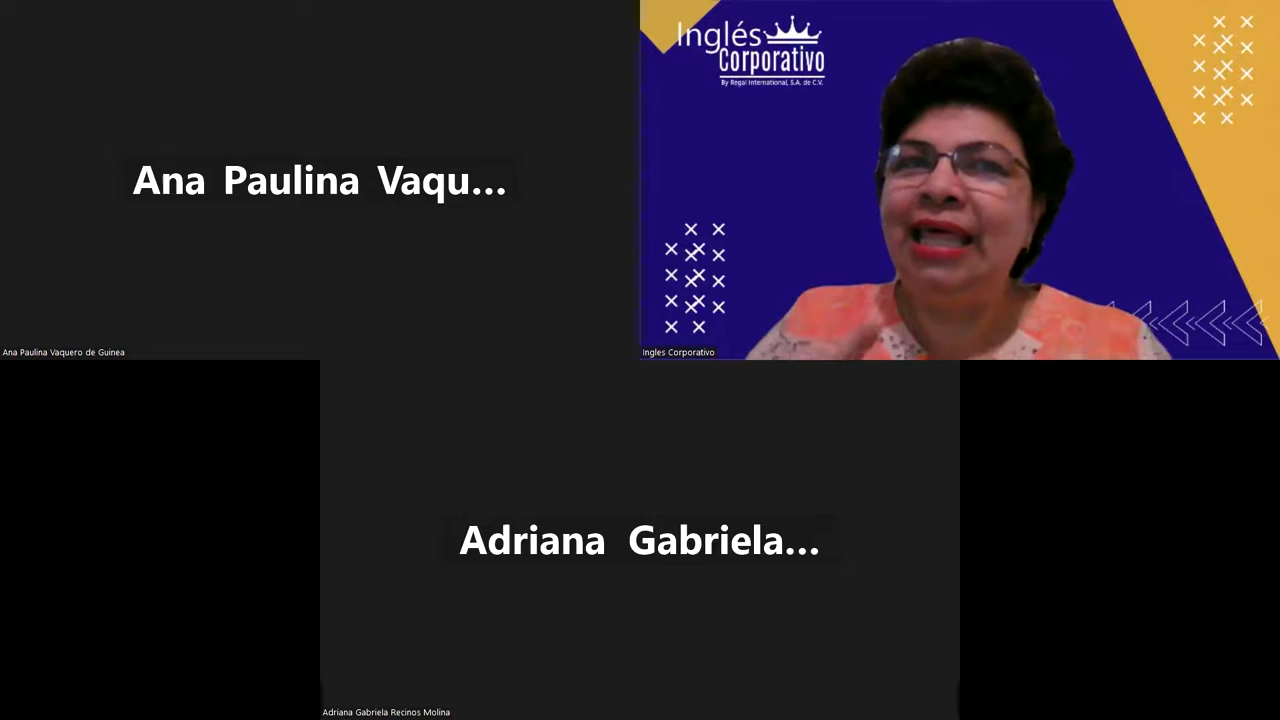 Ana Paulina Vaqu...
Ana Paulina Vaquero de Guinea
Inglés
Corporativo
By Regal International, S.A. de C.V.
Ingles Corporativo
Adriana Gabriela...
Adriana Gabriela Recinos Molina